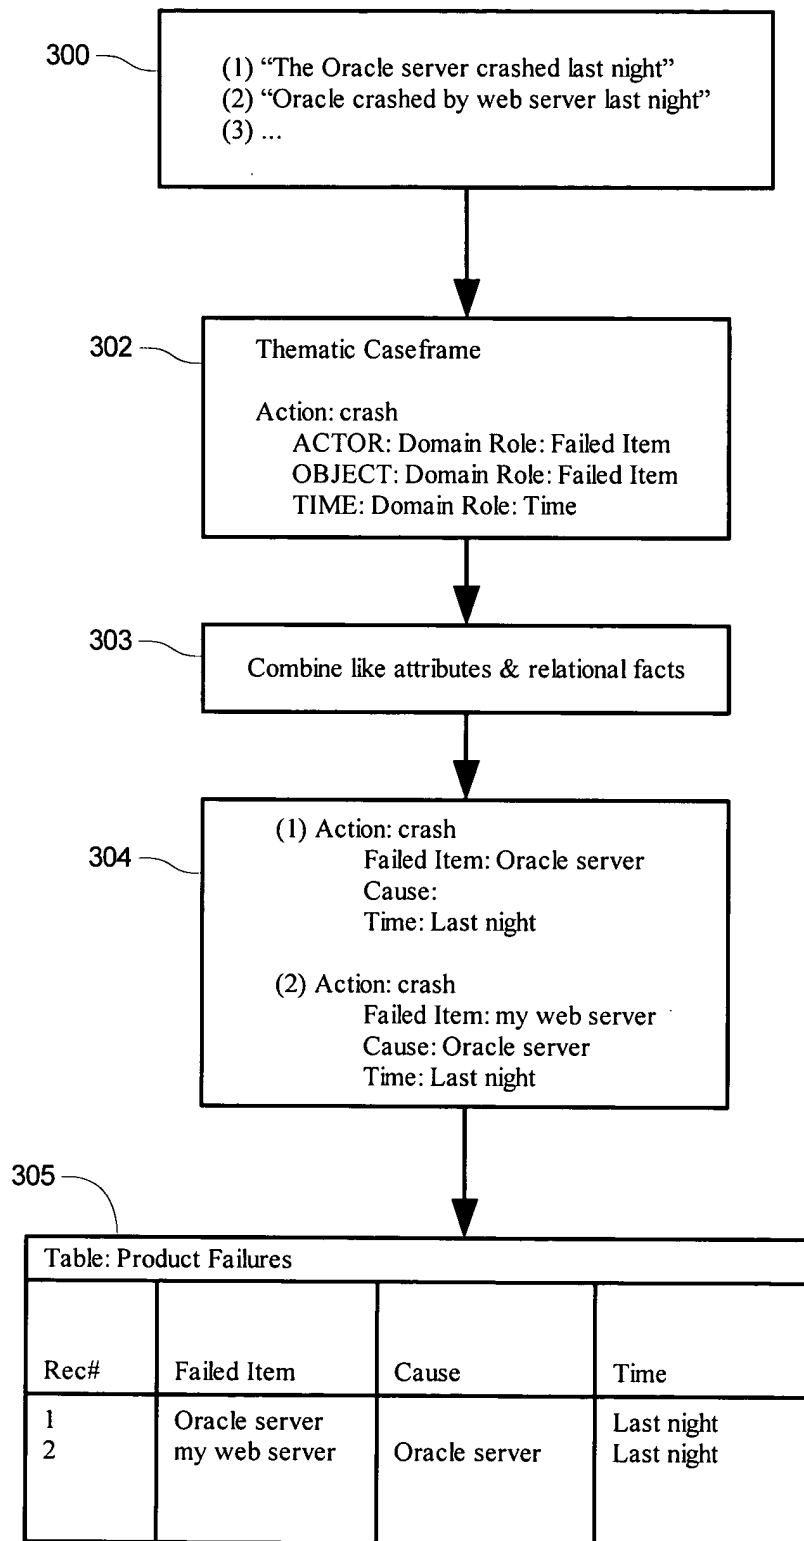 300
(1) “The Oracle server crashed last night”
(2) “Oracle crashed by web server last night”
(3) ...
302
Thematic Caseframe
Action: crash
ACTOR: Domain Role: Failed Item
OBJECT: Domain Role: Failed Item
TIME: Domain Role: Time
303
Combine like attributes & relational facts
304
(1) Action: crash
Failed Item: Oracle server
Cause:
Time: Last night
(2) Action: crash
Failed Item: my web server
Cause: Oracle server
Time: Last night
305
Table: Product Failures
Rec# Failed Item Cause Time
1 Oracle server Last night
2 my web server Oracle server Last night